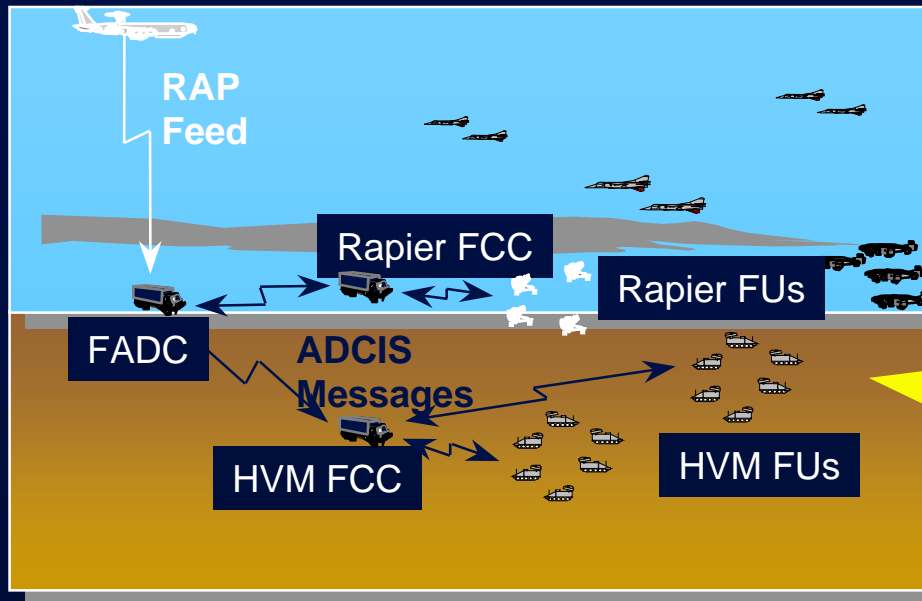 RAP
Feed
Rapier FCC
Rapier FUs
FADC
ADCIS
Messages
HVM FCC
HVM FUs